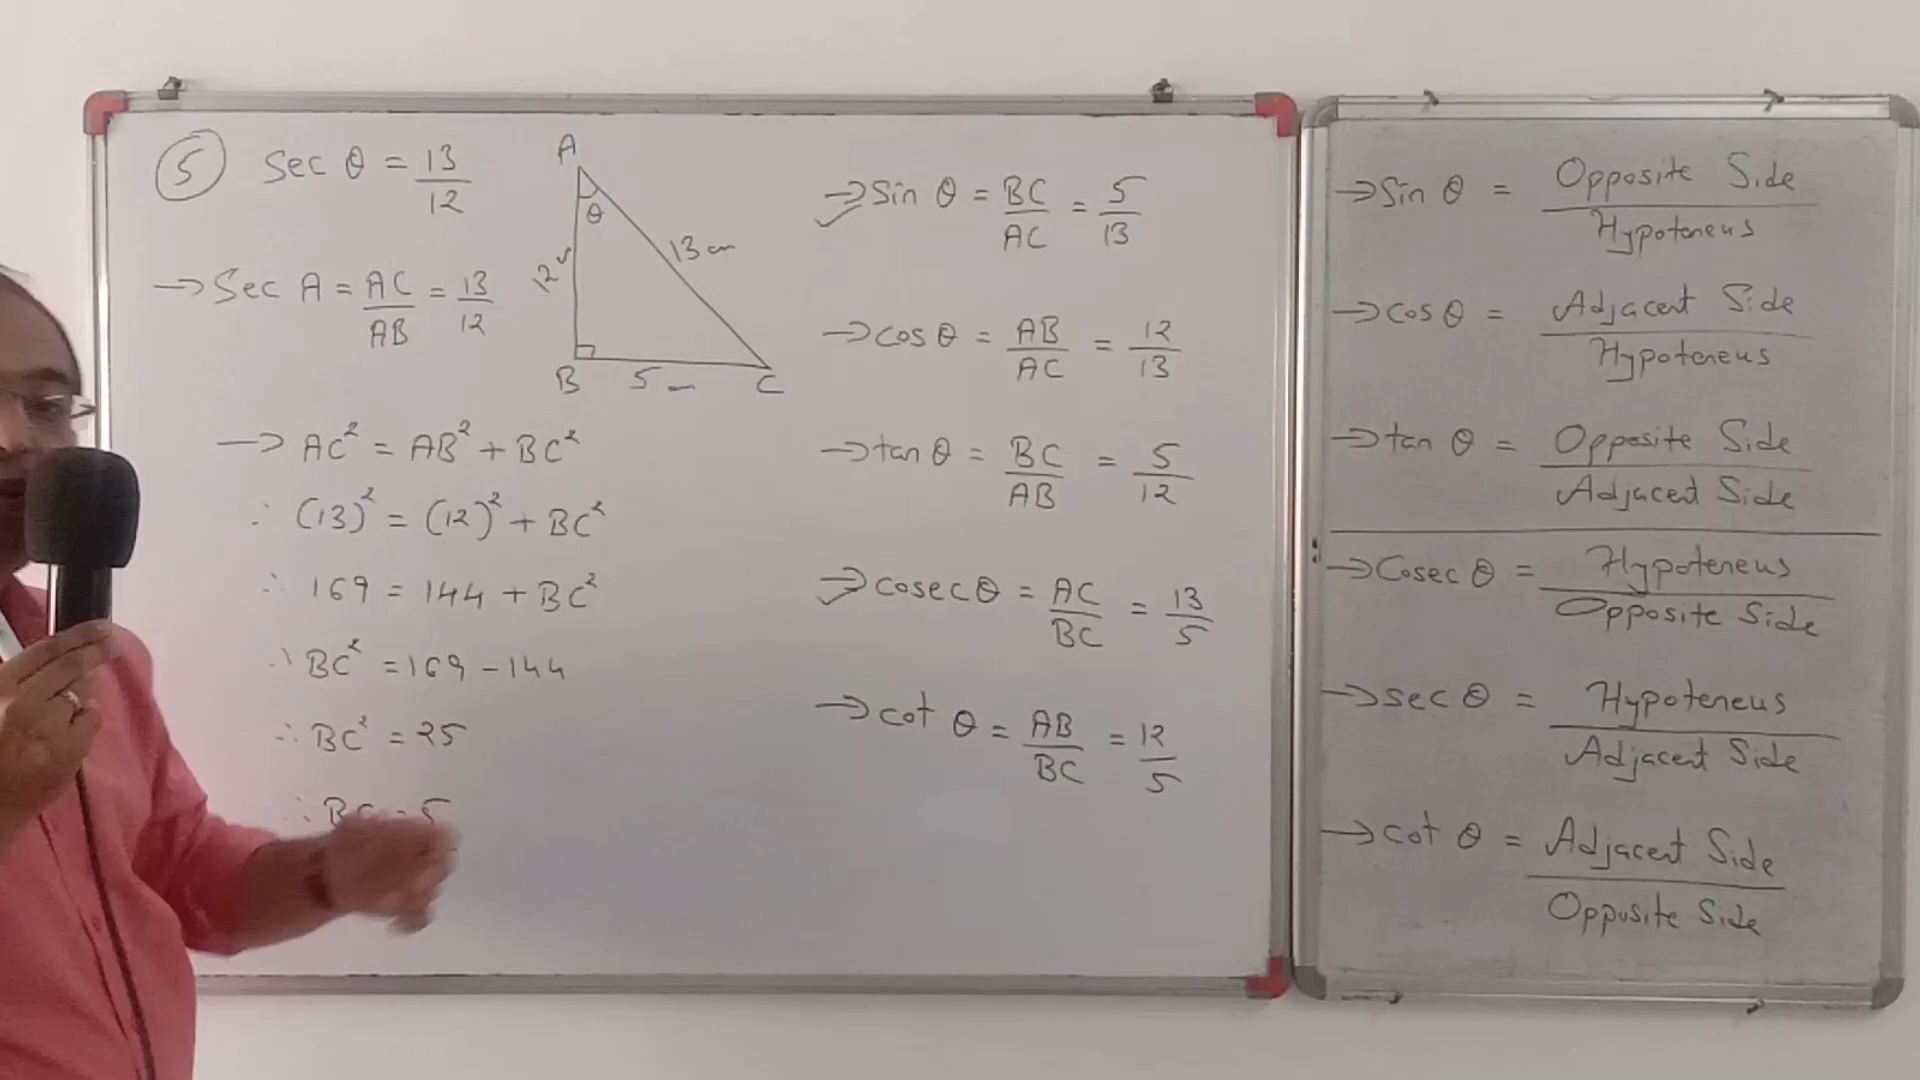 5 Sec θ = 13/12
→ Sec A = AC/AB = 13/12
A
θ
12
13 cm
B 5 cm C
→ AC² = AB² + BC²
∴ (13)² = (12)² + BC²
∴ 169 = 144 + BC²
∴ BC² = 169 - 144
∴ BC² = 25
∴ BC = 5
→ Sin θ = BC/AC = 5/13
→ cos θ = AB/AC = 12/13
→ tan θ = BC/AB = 5/12
→ cosec θ = AC/BC = 13/5
→ cot θ = AB/BC = 12/5
→ Sin θ = Opposite Side/Hypoteneus
→ cos θ = Adjacent Side/Hypoteneus
→ tan θ = Opposite Side/Adjacent Side
→ Cosec θ = Hypoteneus/Opposite Side
→ sec θ = Hypoteneus/Adjacent Side
→ cot θ = Adjacent Side/Opposite Side